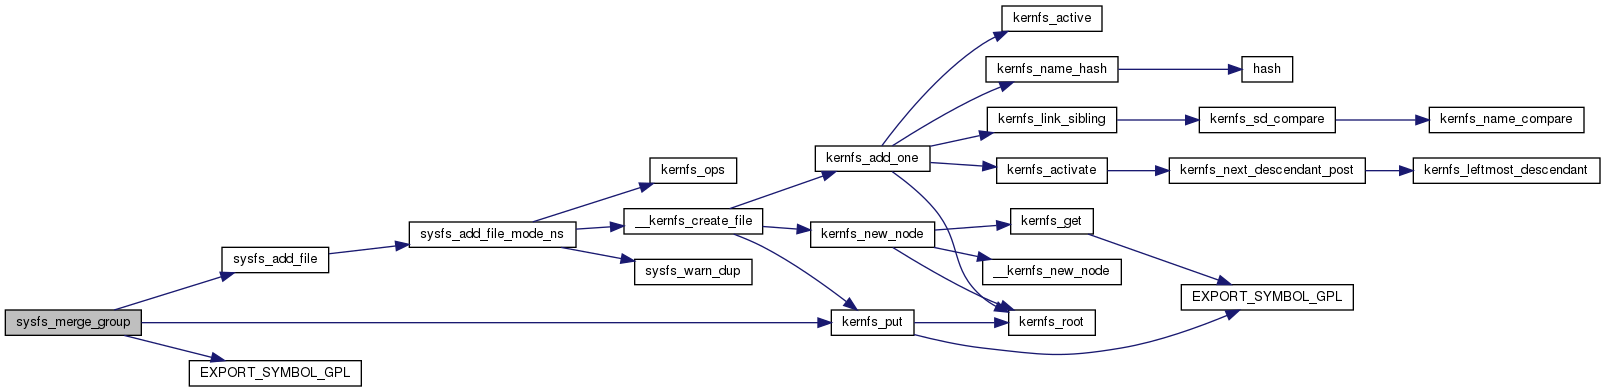 kernfs_active
kernfs_name_hash
hash
kernfs_link_sibling
kernfs_sd_compare
kernfs_name_compare
kernfs_add_one
kernfs_ops
kernfs_activate
kernfs_next_descendant_post
kernfs_leftmost_descendant
sysfs_add_file_mode_ns
__kernfs_create_file
kernfs_new_node
kernfs_get
sysfs_add_file
sysfs_warn_dup
__kernfs_new_node
EXPORT_SYMBOL_GPL
sysfs_merge_group
kernfs_put
kernfs_root
EXPORT_SYMBOL_GPL